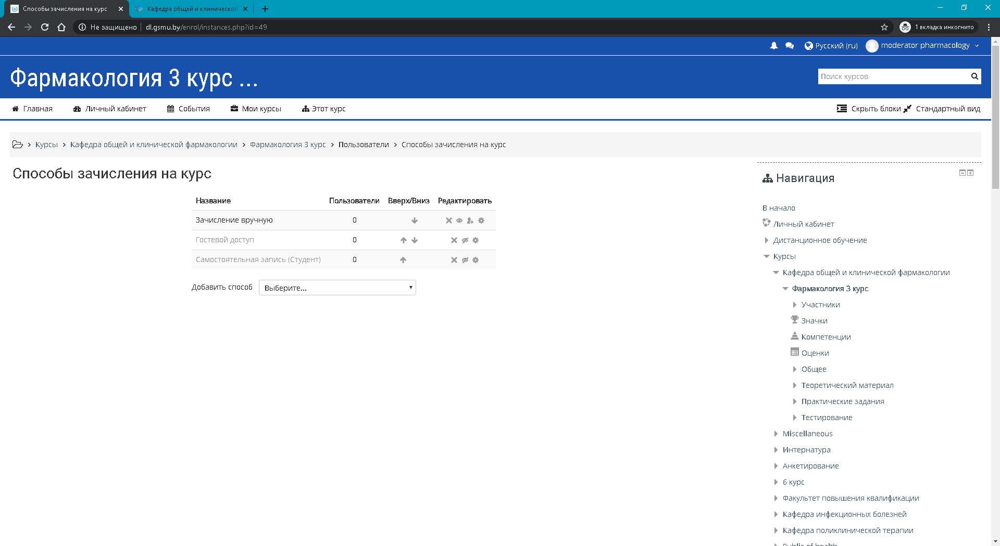 Способы зачисления на курс
Кафедра общей и клинической
Не защищено
dl.gsmu.by/enrol/instances.php?id=49
1 вкладка инкогнито
Русский (ru)
moderator pharmacology
Фармакология 3 курс ...
Поиск курсов
Главная
Личный кабинет
События
Мои курсы
Этот курс
Скрыть блоки
Стандартный вид
Курсы
Кафедра общей и клинической фармакологии
Фармакология 3 курс
Пользователи
Способы зачисления на курс
Способы зачисления на курс
Название Пользователи Вверх/Вниз Редактировать
Зачисление вручную 0
Гостевой доступ 0
Самостоятельная запись (Студент) 0
Добавить способ Выберите...
Навигация
В начало
Личный кабинет
Дистанционное обучение
Курсы
Кафедра общей и клинической фармакологии
Фармакология 3 курс
Участники
Значки
Компетенции
Оценки
Общее
Теоретический материал
Практические задания
Тестирование
Miscellaneous
Интернатура
Анкетирование
6 курс
Факультет повышения квалификации
Кафедра инфекционных болезней
Кафедра поликлинической терапии
Public of health